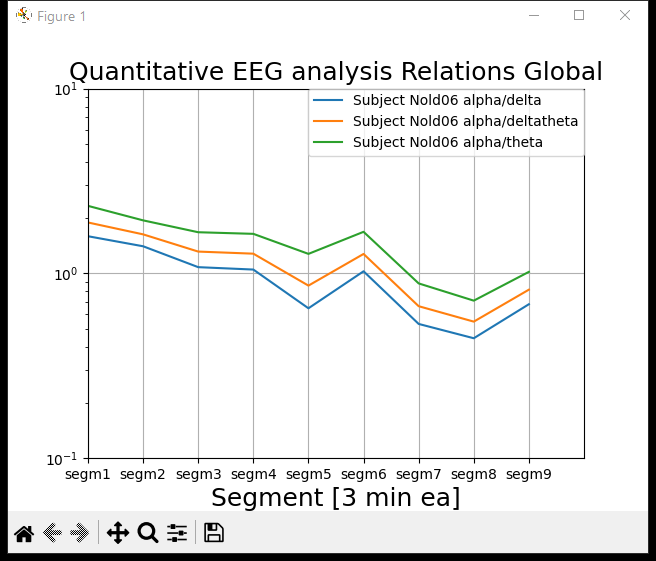 Figure 1
Quantitative EEG analysis Relations Global
10¹
Subject Nold06 alpha/delta
Subject Nold06 alpha/deltatheta
Subject Nold06 alpha/theta
10⁰
10⁻¹
segm1 segm2 segm3 segm4 segm5 segm6 segm7 segm8 segm9
Segment [3 min ea]